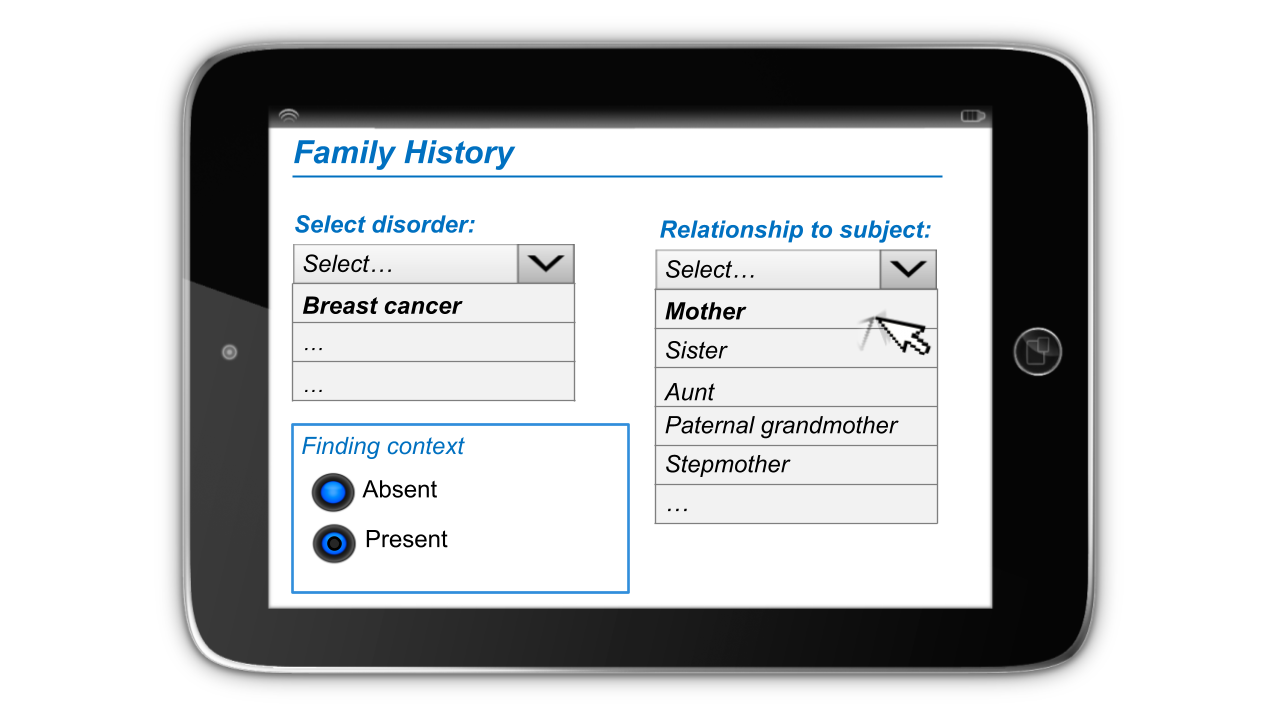 Family History
Select disorder:
Select…
Breast cancer
…
…
Finding context
Absent
Present
Relationship to subject:
Select…
Mother
Sister
Aunt
Paternal grandmother
Stepmother
…